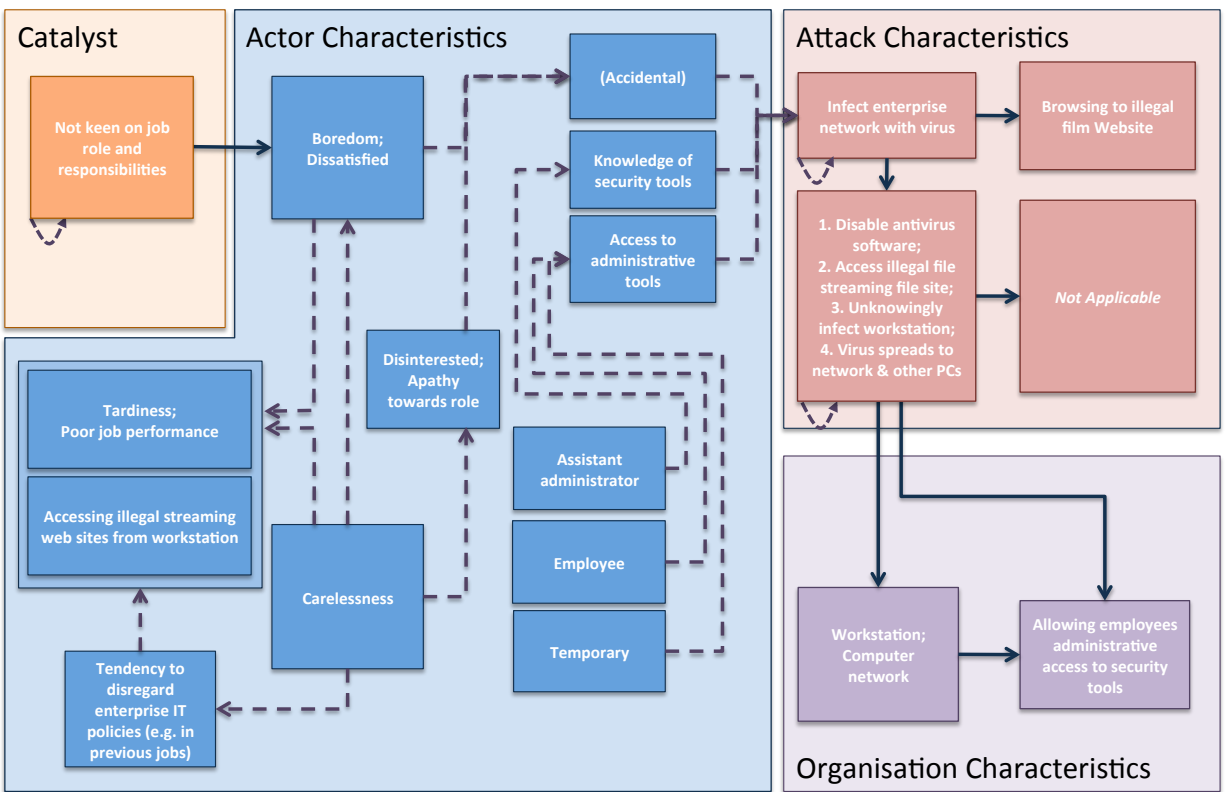 Catalyst
Not keen on job
role and
responsibilities
Actor Characteristics
Boredom;
Dissatisfied
(Accidental)
Knowledge of
security tools
Access to
administrative
tools
Disinterested;
Apathy
towards role
Tardiness;
Poor job performance
Accessing illegal streaming
web sites from workstation
Carelessness
Tendency to
disregard
enterprise IT
policies (e.g. in
previous jobs)
Assistant
administrator
Employee
Temporary
Attack Characteristics
Infect enterprise
network with virus
Browsing to illegal
film Website
1. Disable antivirus
software;
2. Access illegal file
streaming file site;
3. Unknowingly
infect workstation;
4. Virus spreads to
network & other PCs
Not Applicable
Workstation;
Computer
network
Allowing employees
administrative
access to security
tools
Organisation Characteristics